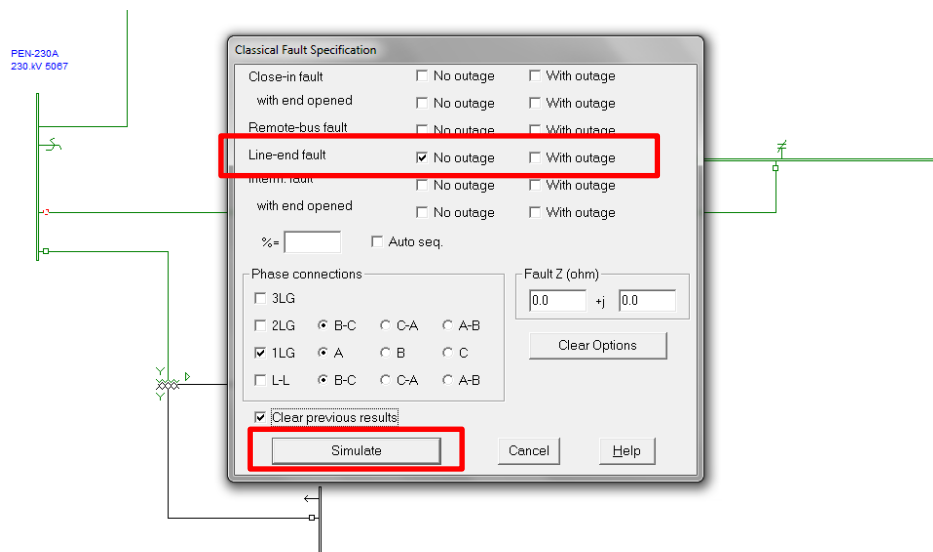 PEN-230A
230.kV 5067
Classical Fault Specification
Close-in fault No outage With outage
with end opened No outage With outage
Remote-bus fault No outage With outage
Line-end fault No outage With outage
Interm. fault No outage With outage
with end opened No outage With outage
%= Auto seq.
Phase connections
3LG
2LG B-C C-A A-B
1LG A B C
L-L B-C C-A A-B
Fault Z (ohm)
0.0 +j 0.0
Clear Options
Clear previous results
Simulate Cancel Help
Y
Y